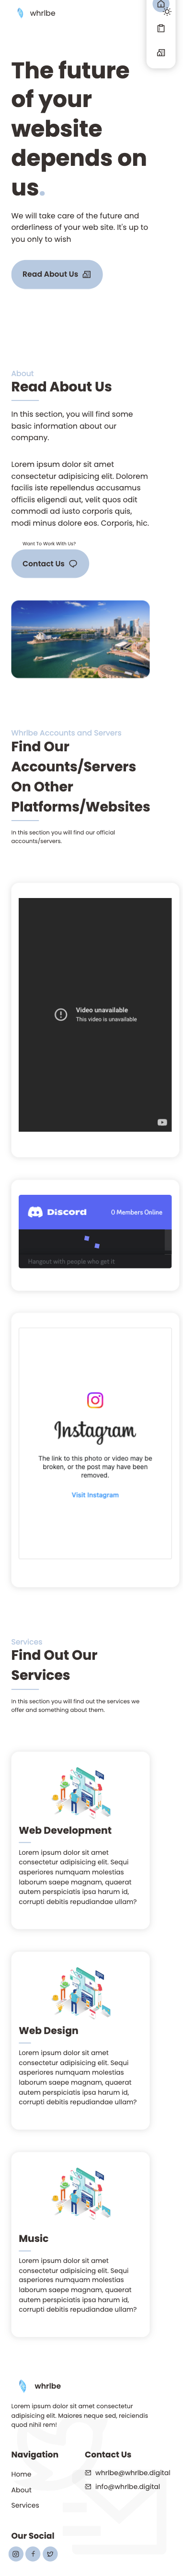 whrlbe
The future
of your
website
depends on
us.
We will take care of the future and
orderliness of your web site. It's up to
you only to wish
Read About Us
About
Read About Us
In this section, you will find some
basic information about our
company.
Lorem ipsum dolor sit amet
consectetur adipisicing elit. Dolorem
facilis iste repellendus accusamus
officiis eligendi aut, velit quos odit
commodi ad iusto corporis quis,
modi minus dolore eos. Corporis, hic.
Want To Work With Us?
Contact Us
Whrlbe Accounts and Servers
Find Our
Accounts/Servers
On Other
Platforms/Websites
In this section you will find our official
accounts/servers.
Video unavailable
This video is unavailable
Discord
0 Members Online
Hangout with people who get it
Instagram
The link to this photo or video may be
broken, or the post may have been
removed.
Visit Instagram
Services
Find Out Our
Services
In this section you will find out the services we
offer and something about them.
Web Development
Lorem ipsum dolor sit amet
consectetur adipisicing elit. Sequi
asperiores numquam molestias
laborum saepe magnam, quaerat
autem perspiciatis ipsa harum id,
corrupti debitis repudiandae ullam?
Web Design
Lorem ipsum dolor sit amet
consectetur adipisicing elit. Sequi
asperiores numquam molestias
laborum saepe magnam, quaerat
autem perspiciatis ipsa harum id,
corrupti debitis repudiandae ullam?
Music
Lorem ipsum dolor sit amet
consectetur adipisicing elit. Sequi
asperiores numquam molestias
laborum saepe magnam, quaerat
autem perspiciatis ipsa harum id,
corrupti debitis repudiandae ullam?
whrlbe
Lorem ipsum dolor sit amet consectetur
adipisicing elit. Maiores neque sed, reiciendis
quod nihil rem!
Navigation
Home
About
Services
Contact Us
whrlbe@whrlbe.digital
info@whrlbe.digital
Our Social